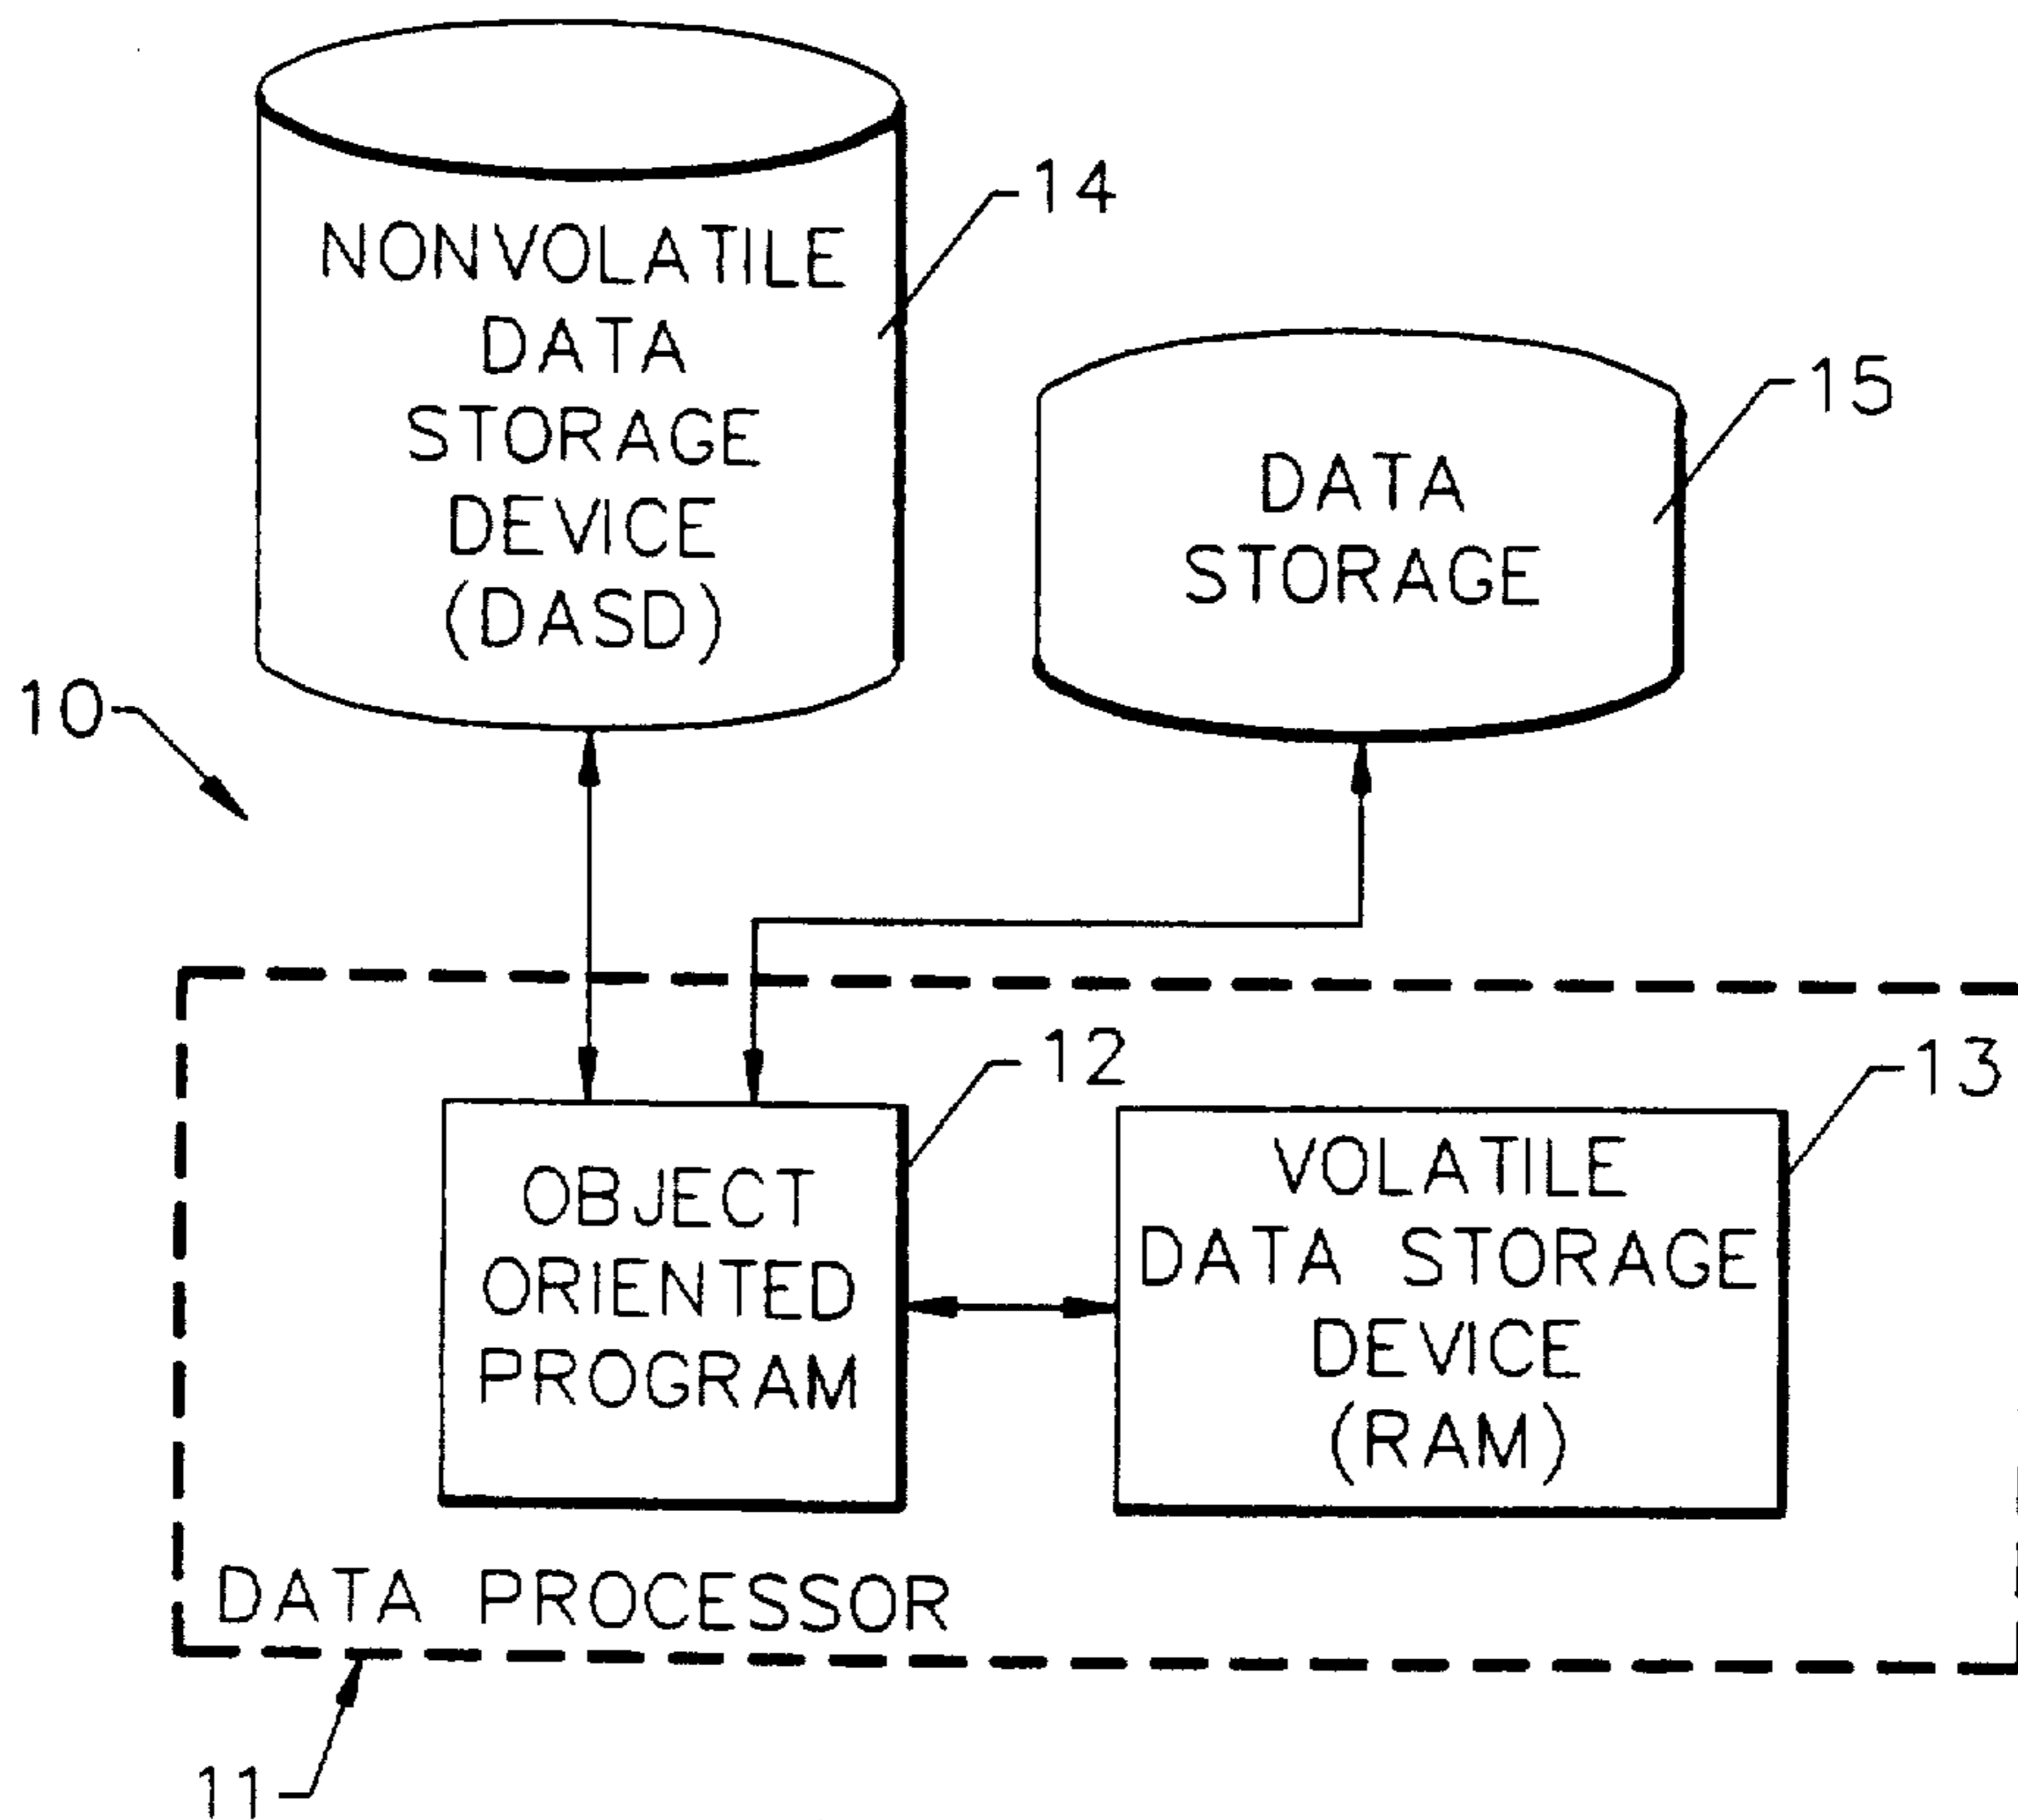 14
NONVOLATILE
DATA
STORAGE
DEVICE
(DASD)
15
DATA
STORAGE
10
12
OBJECT
ORIENTED
PROGRAM
13
VOLATILE
DATA STORAGE
DEVICE
(RAM)
DATA PROCESSOR
11